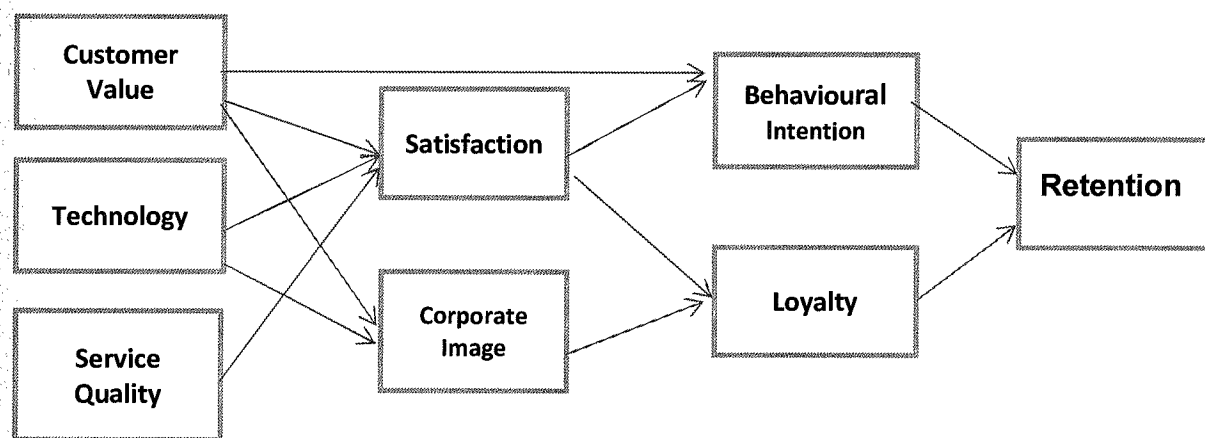 Customer
Value
Technology
Service
Quality
Satisfaction
Corporate
Image
Behavioural
Intention
Loyalty
Retention